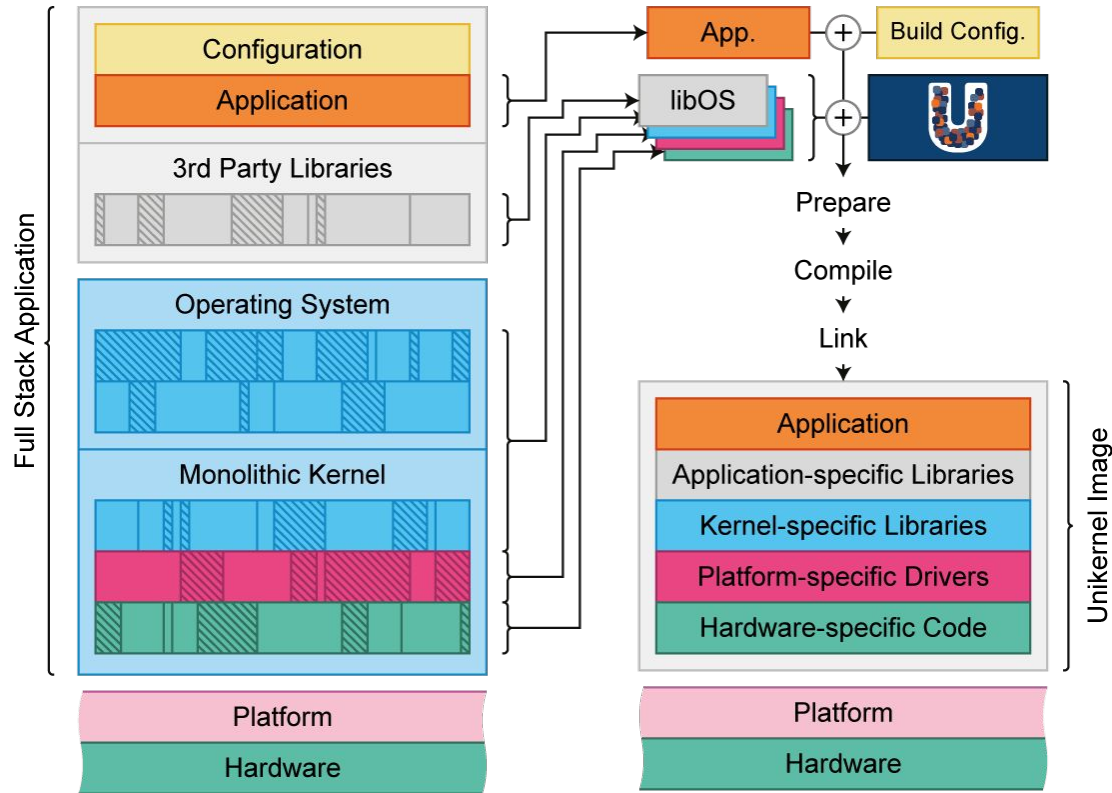 Full Stack Application
Configuration
Application
3rd Party Libraries
Operating System
Monolithic Kernel
Platform
Hardware
App.
Build Config.
libOS
U
Prepare
Compile
Link
Application
Application-specific Libraries
Kernel-specific Libraries
Platform-specific Drivers
Hardware-specific Code
Unikernel Image
Platform
Hardware